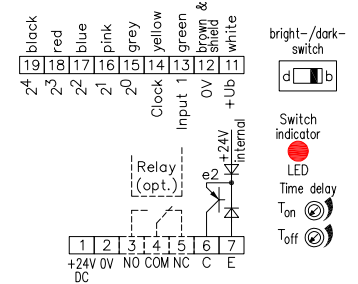 black
red
blue
pink
grey
yellow
green
brown & shield
white
bright-/dark-
switch
19 18 17 16 15 14 13 12 11
2⁴
2³
2²
2¹
2⁰
Clock
Input 1
0V
+Ub
d b
Switch
indicator
LED
Time delay
Ton
Toff
+24V
internal
Relay
(opt.)
e2
1 2 3 4 5 6 7
+24V 0V NO COM NC C E
DC